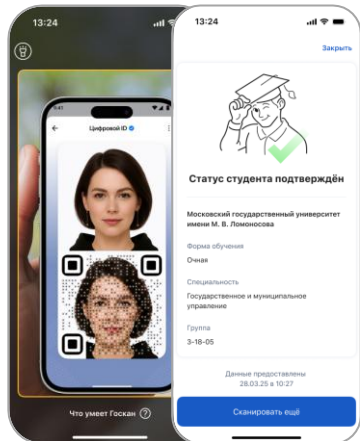 13:24
9:41
Цифровой ID
Что умеет Госкан
13:24
Закрыть
Статус студента подтверждён
Московский государственный университет
имени М. В. Ломоносова
Форма обучения
Очная
Специальность
Государственное и муниципальное
управление
Группа
3-18-05
Данные предоставлены
28.03.25 в 10:27
Сканировать ещё